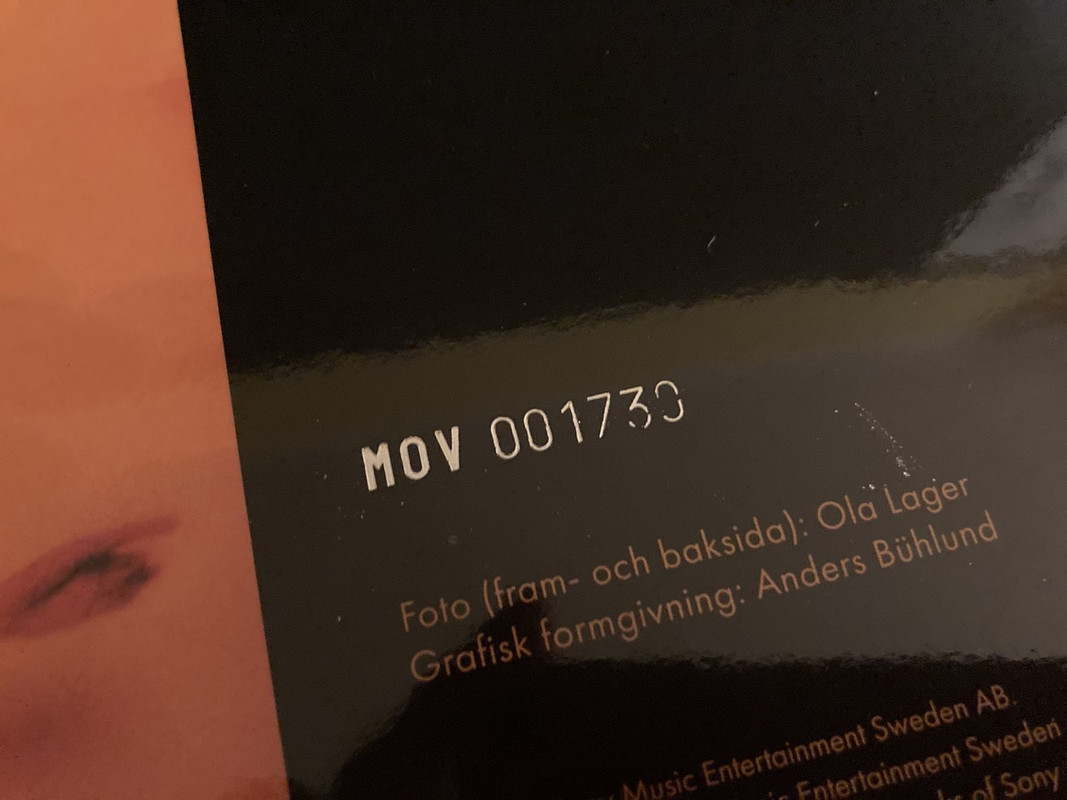 MOV 001730
Foto (fram- och baksida): Ola Lager
Grafisk formgivning: Anders Bühlund
Music Entertainment Sweden AB.
Entertainment Sweden
of Sony